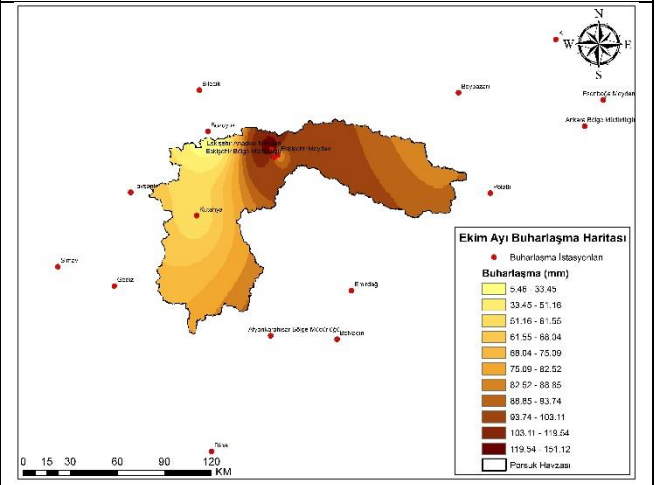 N
W E
S
Bilecik
Beypazarı
Esenboğa Meydan
Ankara Bölge Müdürlüğü
Bozüyük
Eskişehir Anadolu Meydan
Eskişehir Bölge
Eskişehir Meydan
Tavşanlı
Polatlı
Kütahya
Simav
Gediz
Emirdağ
Afyonkarahisar Bölge Müdürlüğü
Bolvadin
Dinar
Ekim Ayı Buharlaşma Haritası
Buharlaşma İstasyonları
Buharlaşma (mm)
5.46 - 33.45
33.45 - 51.16
51.16 - 61.55
61.55 - 68.04
68.04 - 75.09
75.09 - 82.52
82.52 - 88.85
88.85 - 93.74
93.74 - 103.11
103.11 - 119.54
119.54 - 151.12
Porsuk Havzası
0 15 30 60 90 120
KM